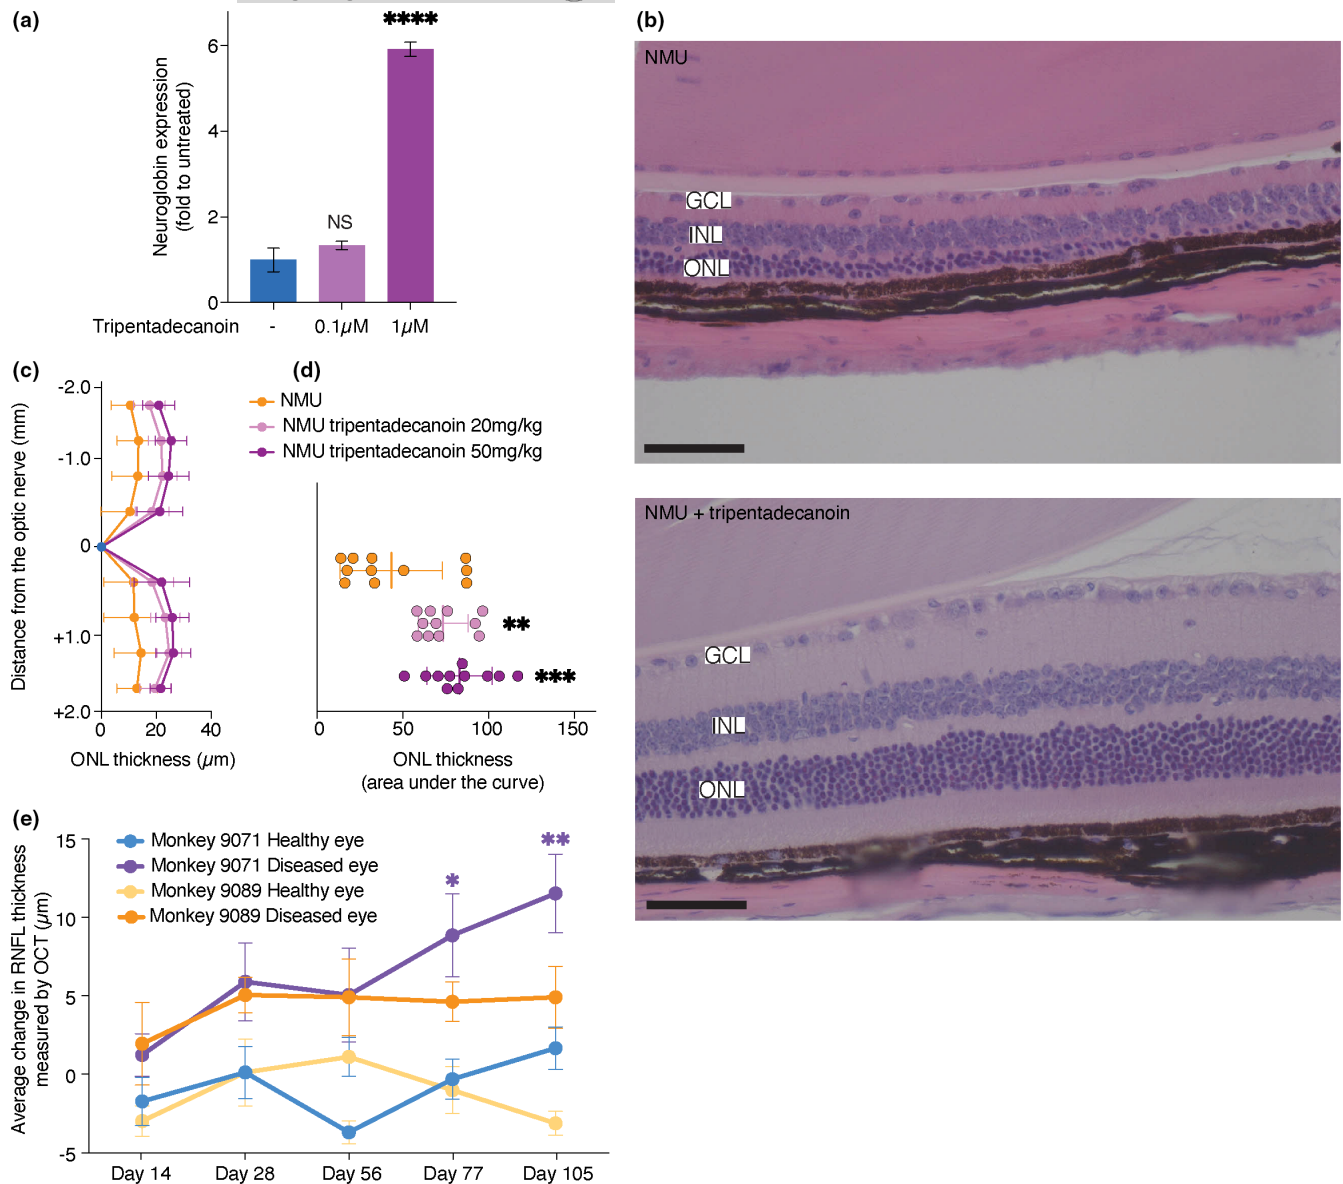 (a)
****
6
4
2
0
Neuroglobin expression
(fold to untreated)
NS
Tripentadecanoin - 0.1µM 1µM
(b)
NMU
GCL
INL
ONL
NMU + tripentadecanoin
GCL
INL
ONL
(c)
-2.0
-1.0
0
+1.0
+2.0
Distance from the optic nerve (mm)
0 20 40
ONL thickness (µm)
(d)
NMU
NMU tripentadecanoin 20mg/kg
NMU tripentadecanoin 50mg/kg
**
***
0 50 100 150
ONL thickness
(area under the curve)
(e)
Monkey 9071 Healthy eye
Monkey 9071 Diseased eye
Monkey 9089 Healthy eye
Monkey 9089 Diseased eye
*
**
15
10
5
0
-5
Average change in RNFL thickness
measured by OCT (µm)
Day 14 Day 28 Day 56 Day 77 Day 105